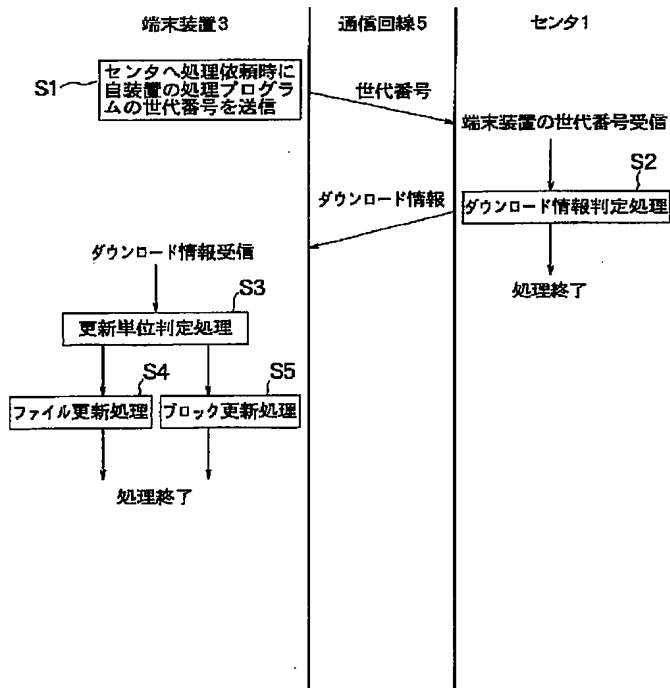 端末装置3
通信回線5
センタ1
S1
センタへ処理依頼時に
自装置の処理プログラ
ムの世代番号を送信
世代番号
端末装置の世代番号受信
S2
ダウンロード情報
ダウンロード情報判定処理
ダウンロード情報受信
処理終了
S3
更新単位判定処理
S4
S5
ファイル更新処理
ブロック更新処理
処理終了